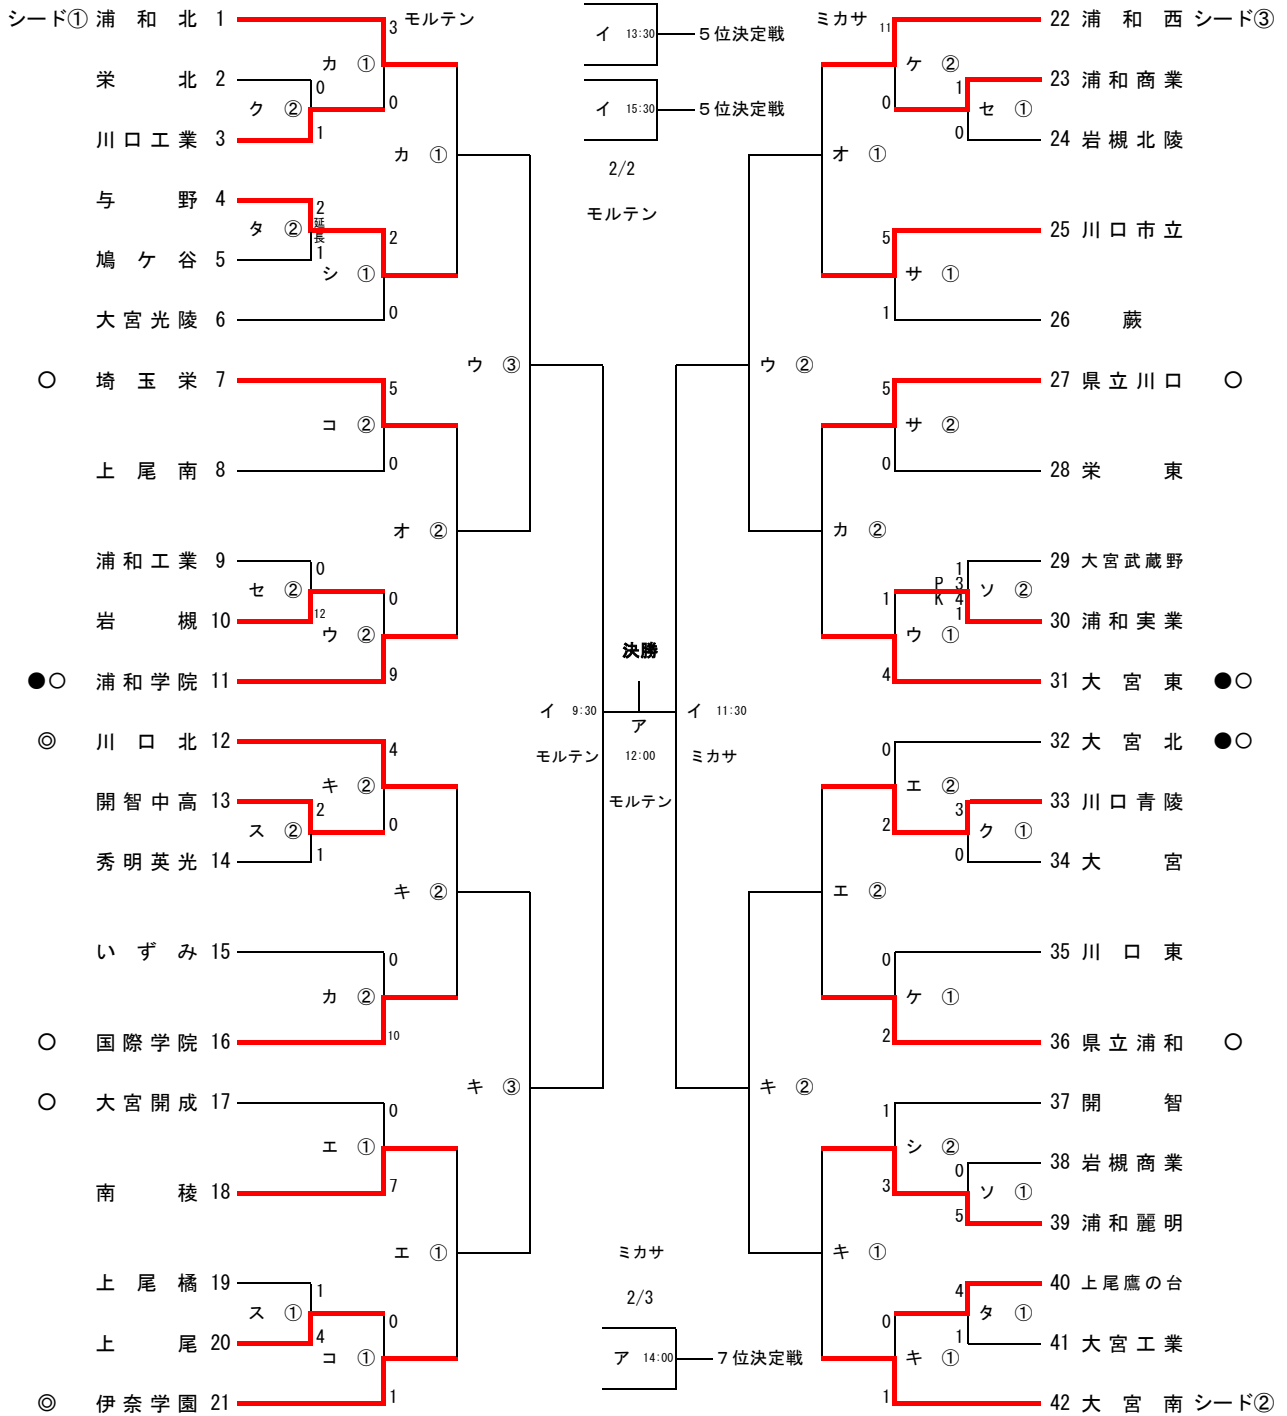 シード① 浦和北 1
3 モルテン
カ ①
栄北 2
0
0
ク ②
1
川口工業 3
カ ①
与野 4
2
延長
タ ②
2
1
鳩ケ谷 5
シ ①
0
大宮光陵 6
ウ ③
○ 埼玉栄 7
5
コ ②
0
上尾南 8
オ ②
浦和工業 9
0
セ ②
0
12
岩槻 10
ウ ②
9
●○ 浦和学院 11
◎ 川口北 12
4
キ ②
開智中高 13
2
0
ス ②
1
秀明英光 14
キ ②
いずみ 15
0
カ ②
10
○ 国際学院 16
キ ③
○ 大宮開成 17
0
エ ①
7
南稜 18
エ ①
上尾橘 19
1
ス ①
0
4
上尾 20
コ ①
1
◎ 伊奈学園 21
イ 13:30 5位決定戦
イ 15:30 5位決定戦
2/2
モルテン
決勝
イ 9:30
ア
イ 11:30
モルテン
12:00
ミカサ
モルテン
ミカサ
2/3
ア 14:00 7位決定戦
ミカサ 11
22 浦和西 シード③
ケ ②
1
23 浦和商業
0
セ ①
0
24 岩槻北陵
オ ①
5
25 川口市立
サ ①
1
26 蕨
ウ ②
5
27 県立川口 ○
サ ②
0
28 栄東
カ ②
1
29 大宮武蔵野
P 3
K 4
ソ ②
1
1
30 浦和実業
ウ ①
4
31 大宮東 ●○
0
32 大宮北 ●○
エ ②
3
33 川口青陵
2
ク ①
0
34 大宮
エ ②
0
35 川口東
ケ ①
2
36 県立浦和 ○
キ ②
1
37 開智
シ ②
0
38 岩槻商業
3
ソ ①
5
39 浦和麗明
キ ①
4
40 上尾鷹の台
0
タ ①
1
41 大宮工業
キ ①
1
42 大宮南 シード②